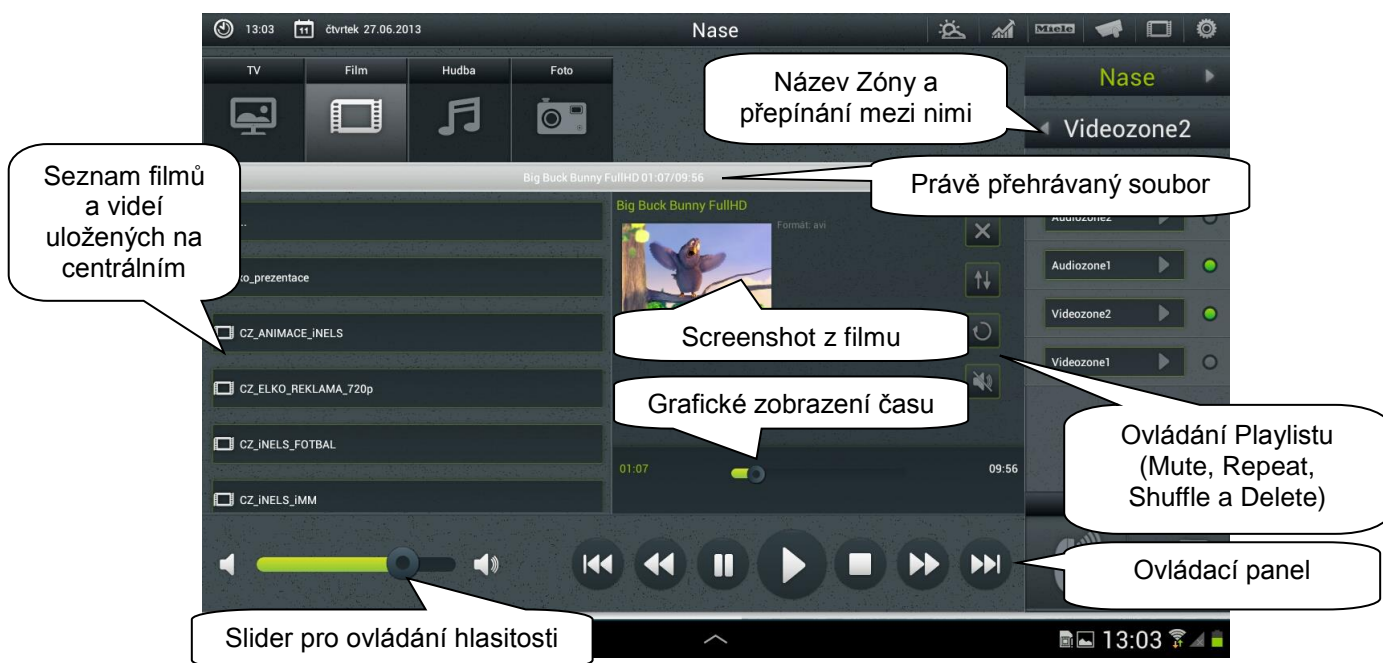 13:03
11
čtvrtek 27.06.2013
Nase
Miele
TV
Film
Hudba
Foto
Název Zóny a
přepínání mezi nimi
Nase
Videozone2
Seznam filmů
a videí
uložených na
centrálním
Big Buck Bunny FullHD 01:07/09:56
Právě přehrávaný soubor
..
ko_prezentace
CZ_ANIMACE_iNELS
CZ_ELKO_REKLAMA_720p
CZ_iNELS_FOTBAL
CZ_iNELS_iMM
Big Buck Bunny FullHD
Formát: avi
Screenshot z filmu
Grafické zobrazení času
01:07
09:56
Audiozone2
Audiozone1
Videozone2
Videozone1
Ovládání Playlistu
(Mute, Repeat,
Shuffle a Delete)
Ovládací panel
Slider pro ovládání hlasitosti
13:03